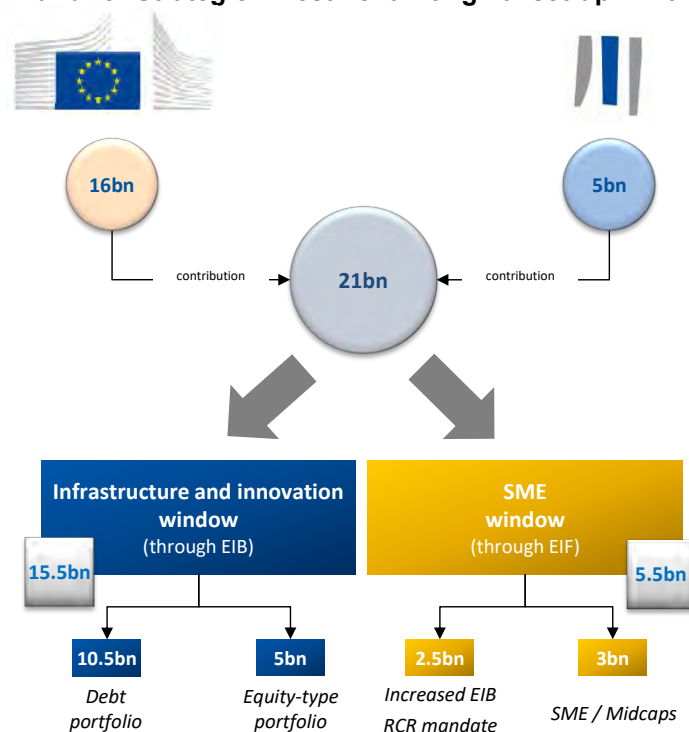 16bn
5bn
contribution
21bn
contribution
Infrastructure and innovation
window
(through EIB)
15.5bn
SME
window
(through EIF)
5.5bn
10.5bn
5bn
2.5bn
3bn
Debt
portfolio
Equity-type
portfolio
Increased EIB
RCR mandate
SME / Midcaps